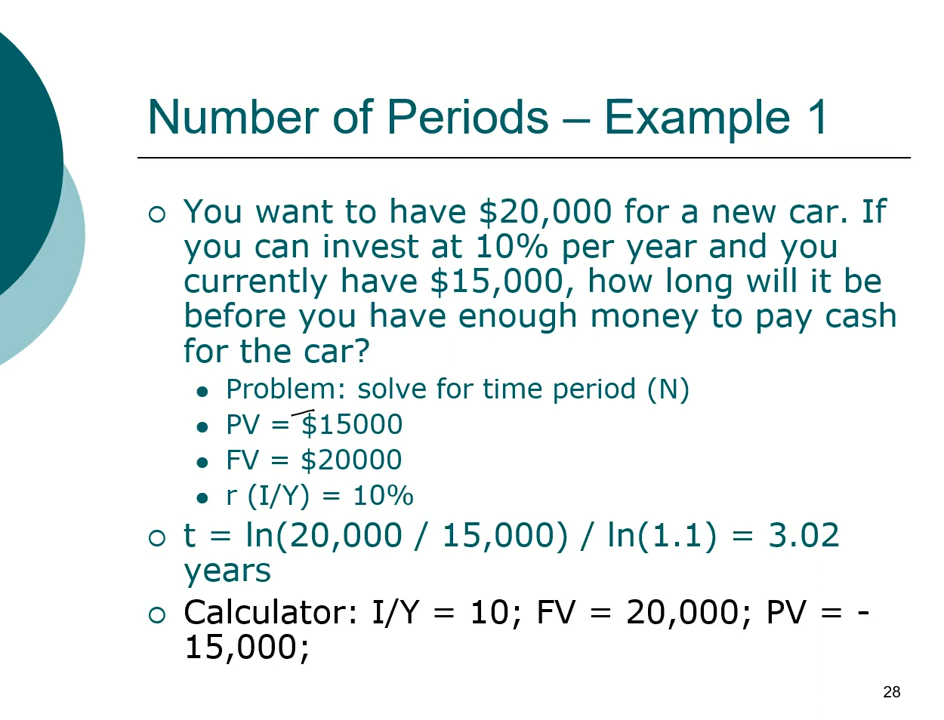 Number of Periods – Example 1
You want to have $20,000 for a new car. If
you can invest at 10% per year and you
currently have $15,000, how long will it be
before you have enough money to pay cash
for the car?
Problem: solve for time period (N)
PV = $15000
FV = $20000
r (I/Y) = 10%
t = ln(20,000 / 15,000) / ln(1.1) = 3.02
years
Calculator: I/Y = 10; FV = 20,000; PV = -
15,000;
28